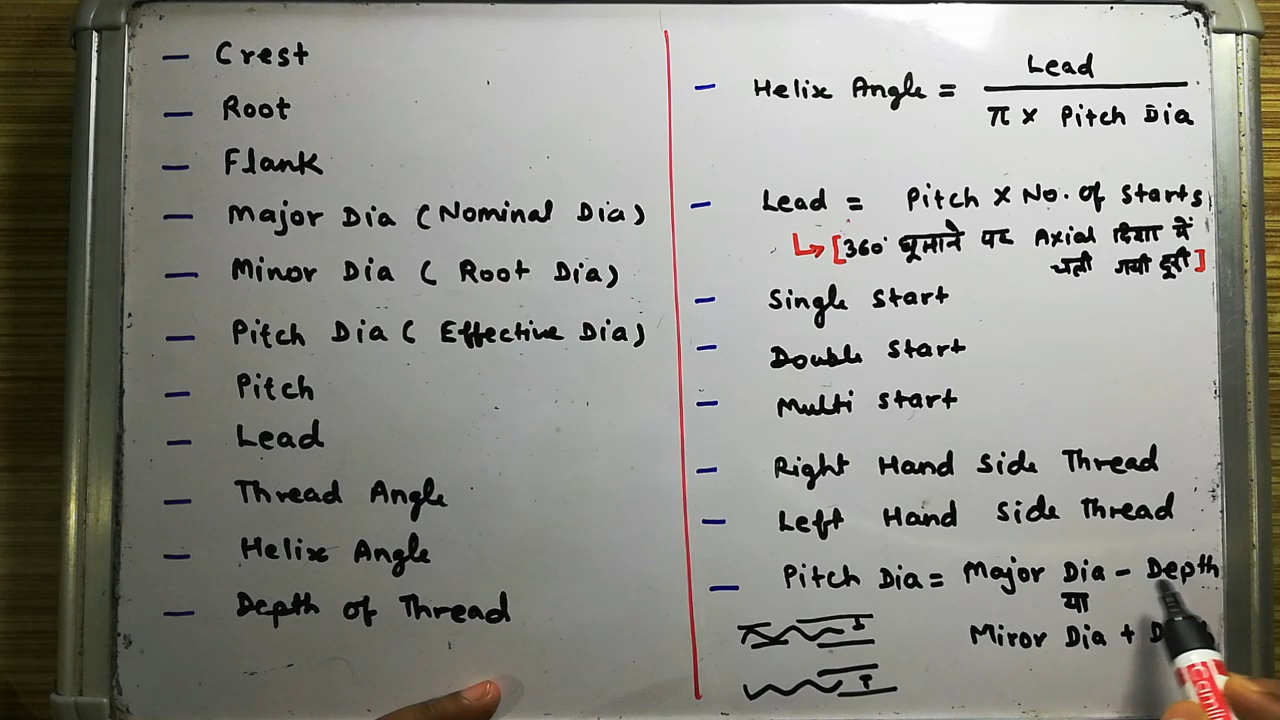 - Crest
- Root
- Flank
- Major Dia (Nominal Dia)
- Minor Dia ( Root Dia)
- Pitch Dia ( Effective Dia)
- Pitch
- Lead
- Thread Angle
- Helix Angle
- Depth of Thread
- Helix Angle = Lead / π × Pitch Dia
- Lead = Pitch × No. of Starts
↳ [360° घूमाने पर Axial दिशा में
चली गयी दूरी]
- Single Start
- Double Start
- Multi Start
- Right Hand Side Thread
- Left Hand Side Thread
- Pitch Dia = Major Dia - Depth
या
Miror Dia + D
Camli